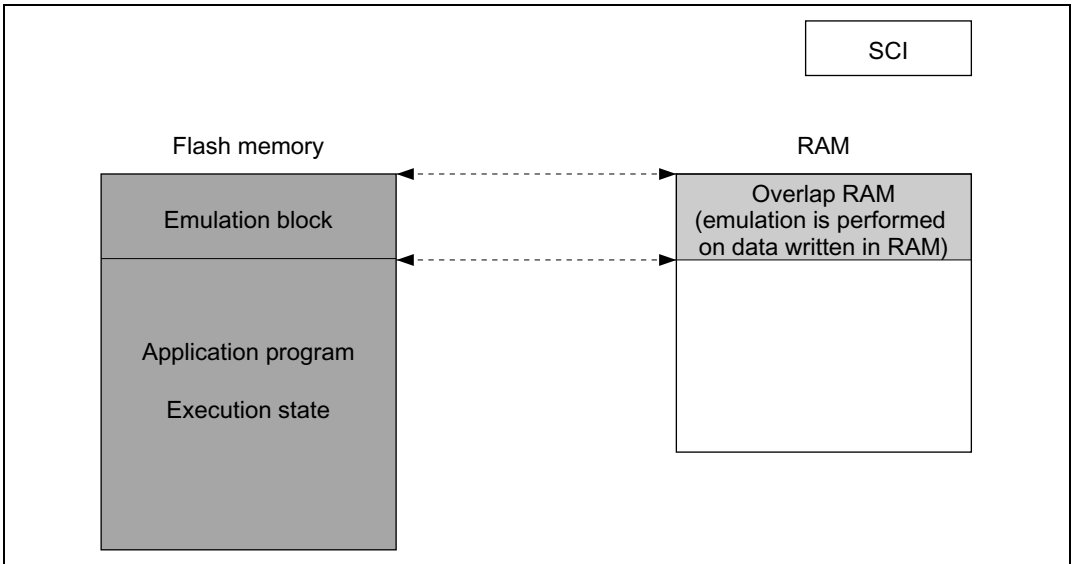 SCI
Flash memory
RAM
Emulation block
Overlap RAM
(emulation is performed
on data written in RAM)
Application program
Execution state